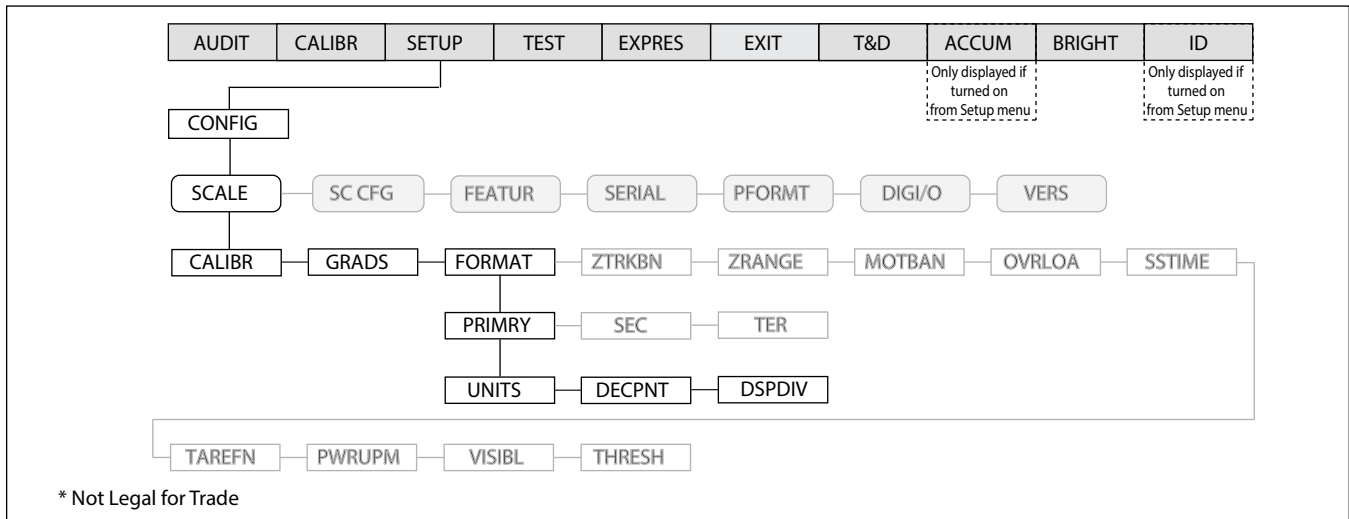 AUDIT CALIBR SETUP TEST EXPRES EXIT T&D ACCUM BRIGHT ID
Only displayed if
turned on
from Setup menu
Only displayed if
turned on
from Setup menu
CONFIG
SCALE SC CFG FEATUR SERIAL PFORMT DIGI/O VERS
CALIBR GRADS FORMAT ZTRKBN ZRANGE MOTBAN OVRLOA SSTIME
PRIMRY SEC TER
UNITS DECPNT DSPDIV
TAREFN PWRUPM VISIBL THRESH
* Not Legal for Trade